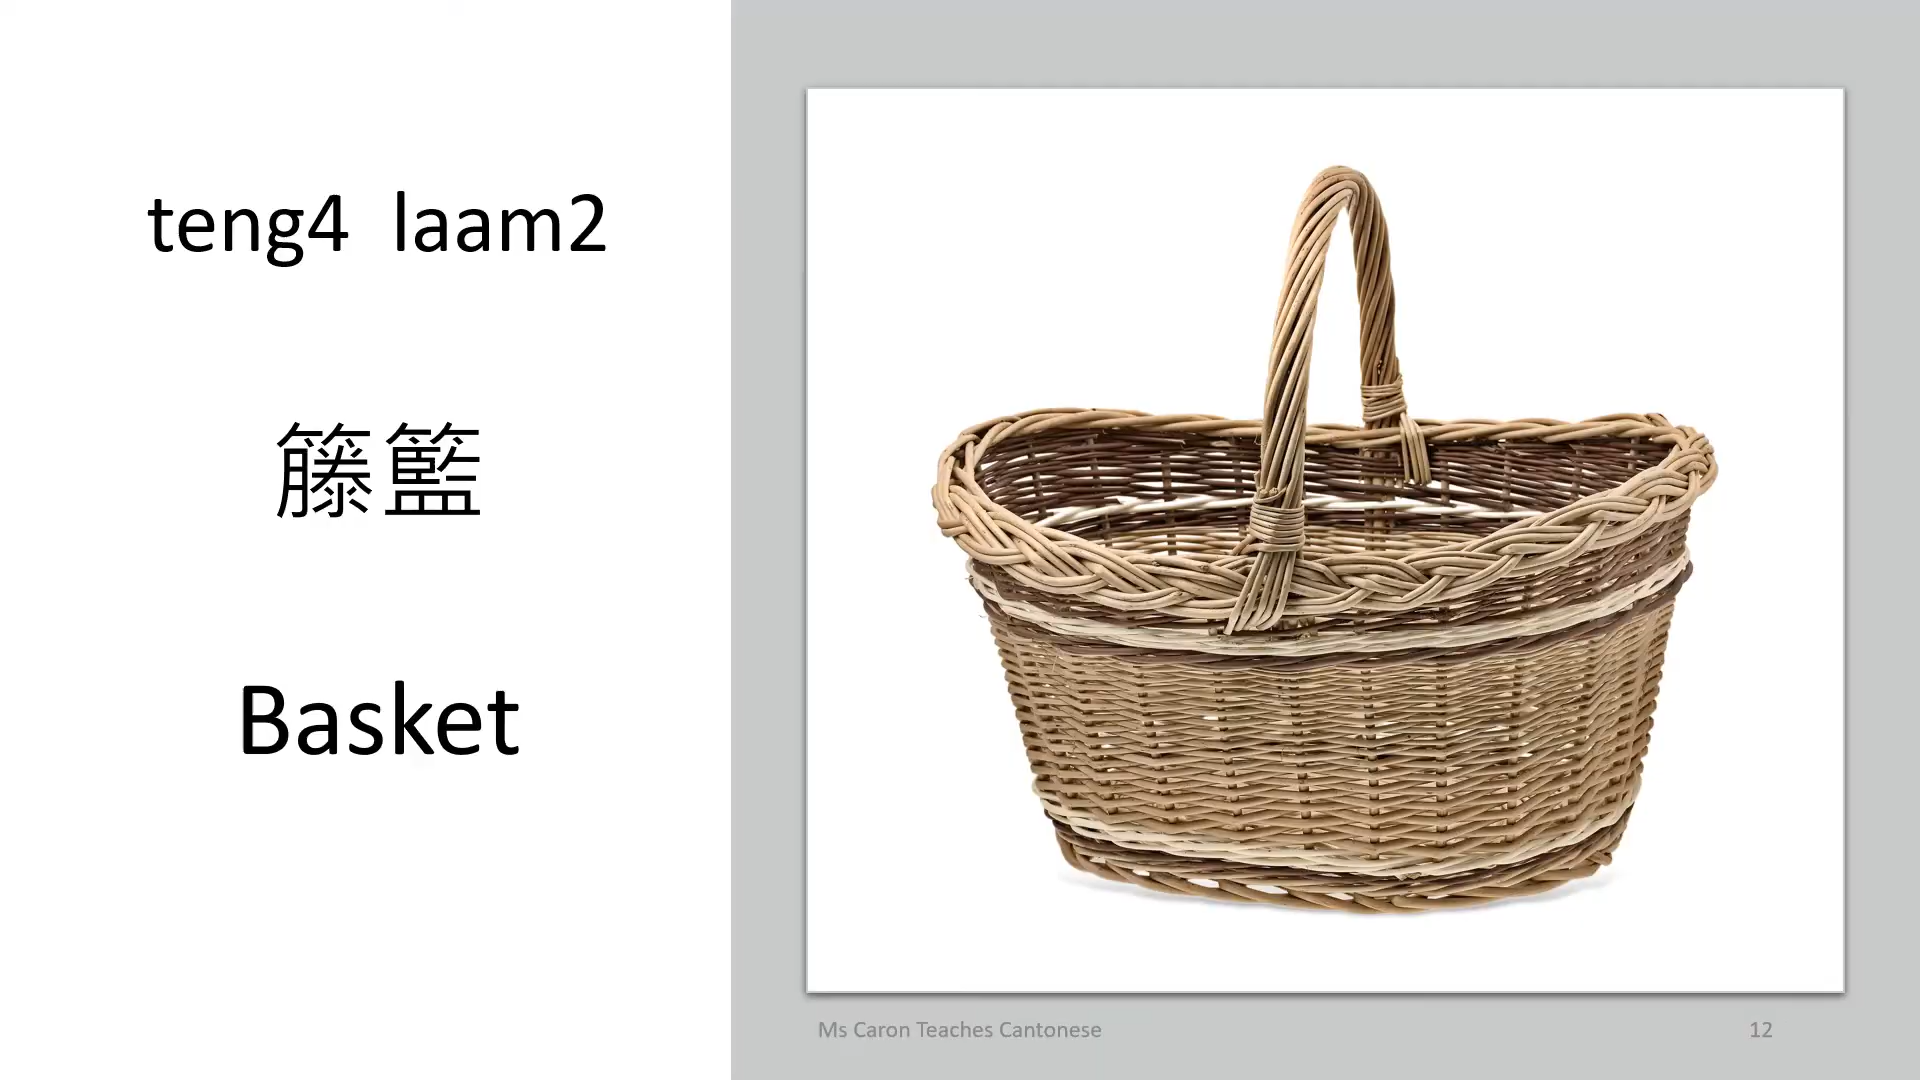 teng4 laam2
籐籃
Basket
Ms Caron Teaches Cantonese
12